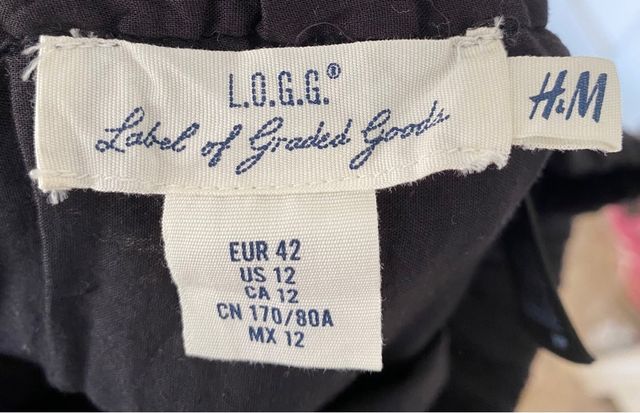 L.O.G.G.®
Label of Graded Goods
H&M
EUR 42
US 12
CA 12
CN 170/80A
MX 12